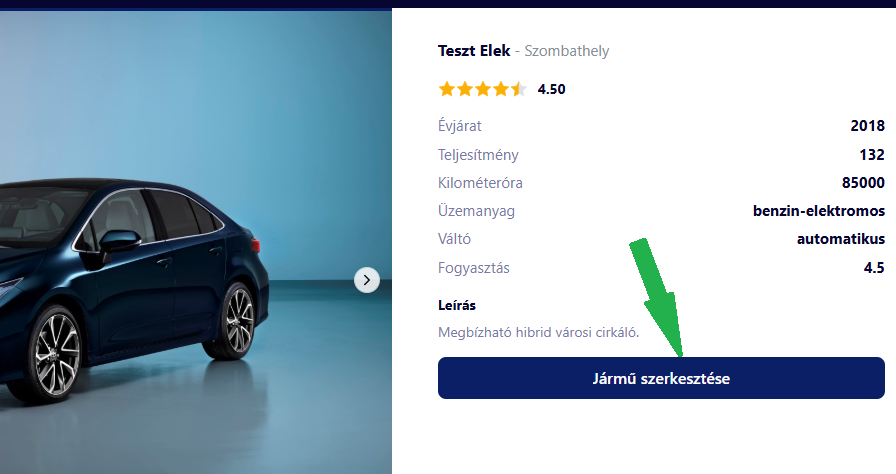 Teszt Elek - Szombathely
4.50
Évjárat 2018
Teljesítmény 132
Kilométeróra 85000
Üzemanyag benzin-elektromos
Váltó automatikus
Fogyasztás 4.5
Leírás
Megbízható hibrid városi cirkáló.
Jármű szerkesztése